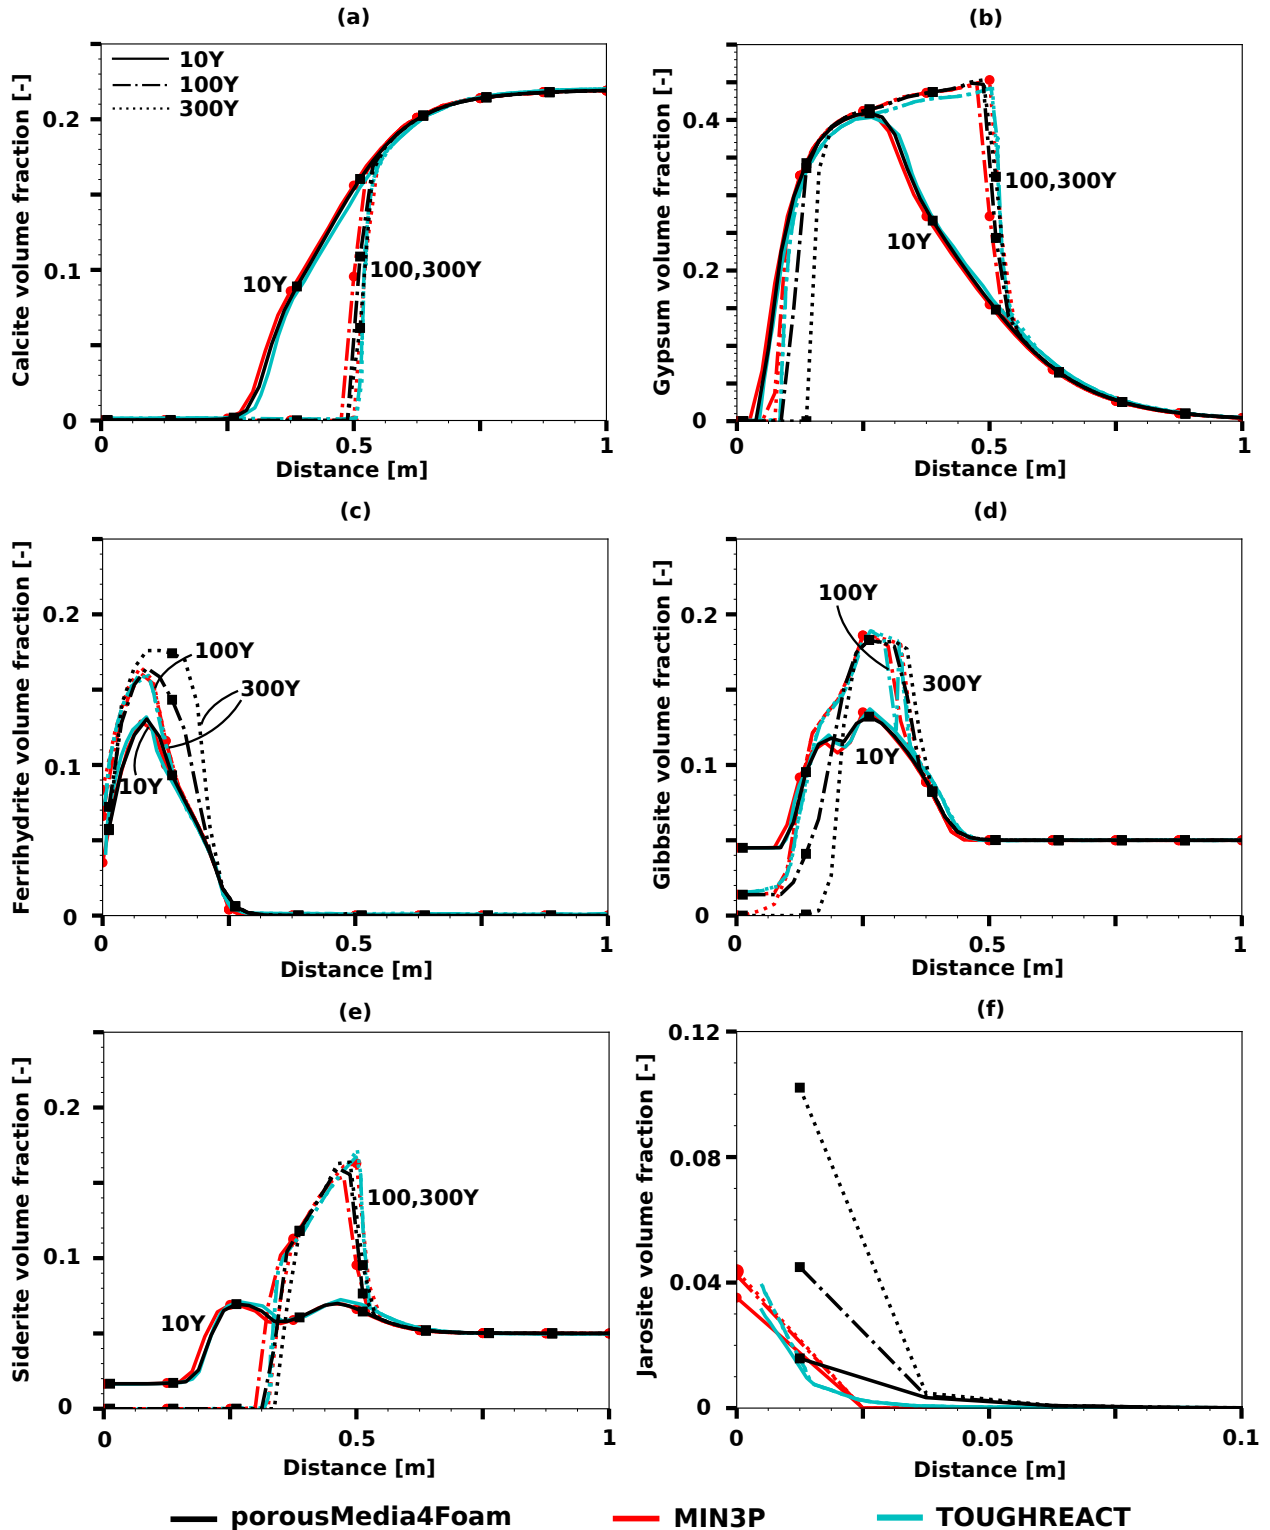 (a)
(b)
10Y
100Y
300Y
Calcite volume fraction [-]
0.2
0.1
0
10Y
100,300Y
0
0.5
1
Distance [m]
Gypsum volume fraction [-]
0.4
0.2
0
100,300Y
10Y
0
0.5
1
Distance [m]
(c)
(d)
Ferrihydrite volume fraction [-]
0.2
0.1
0
100Y
300Y
10Y
0
0.5
1
Distance [m]
Gibbsite volume fraction [-]
0.2
0.1
0
100Y
300Y
10Y
0
0.5
1
Distance [m]
(e)
(f)
Siderite volume fraction [-]
0.2
0.1
0
10Y
100,300Y
0
0.5
1
Distance [m]
Jarosite volume fraction [-]
0.12
0.08
0.04
0
0
0.05
0.1
Distance [m]
porousMedia4Foam
MIN3P
TOUGHREACT